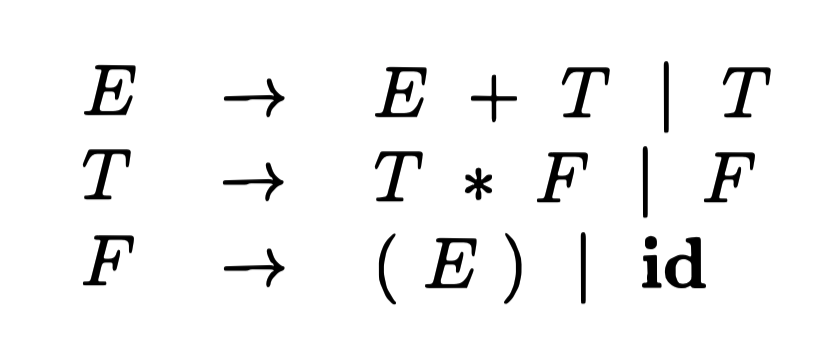 E → E + T | T
T → T * F | F
F → ( E ) | id